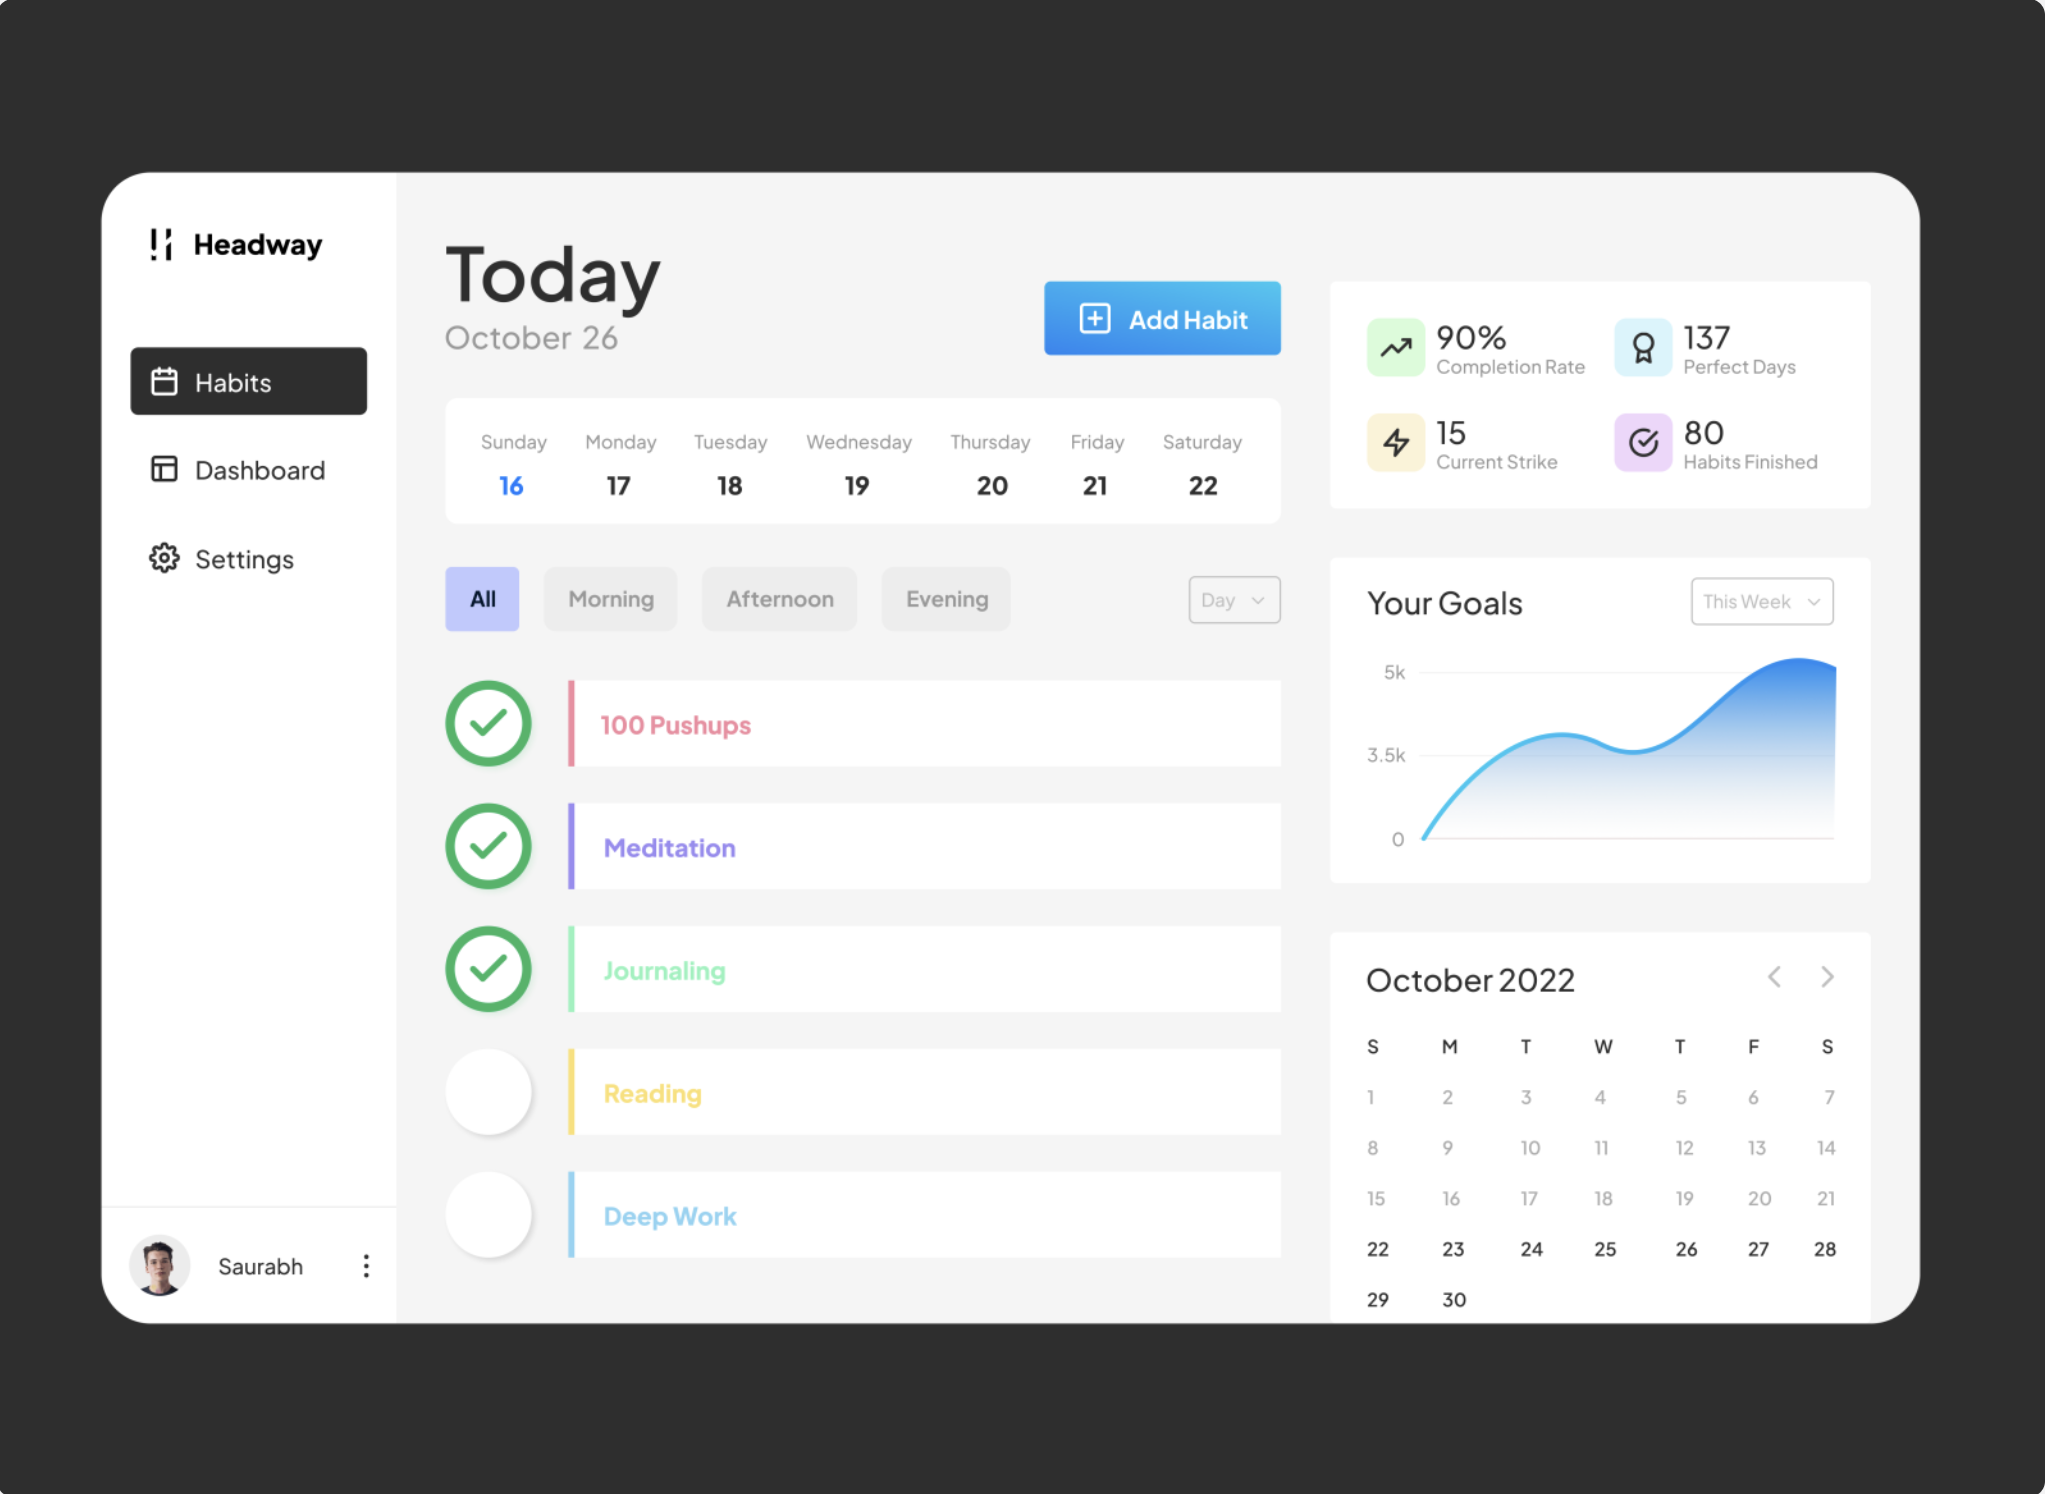 Headway
Habits
Dashboard
Settings
Saurabh
Today
October 26
Add Habit
Sunday Monday Tuesday Wednesday Thursday Friday Saturday
16 17 18 19 20 21 22
All Morning Afternoon Evening Day
100 Pushups
Meditation
Journaling
Reading
Deep Work
90%
Completion Rate
137
Perfect Days
15
Current Strike
80
Habits Finished
Your Goals This Week
5k
3.5k
0
October 2022
S M T W T F S
1 2 3 4 5 6 7
8 9 10 11 12 13 14
15 16 17 18 19 20 21
22 23 24 25 26 27 28
29 30